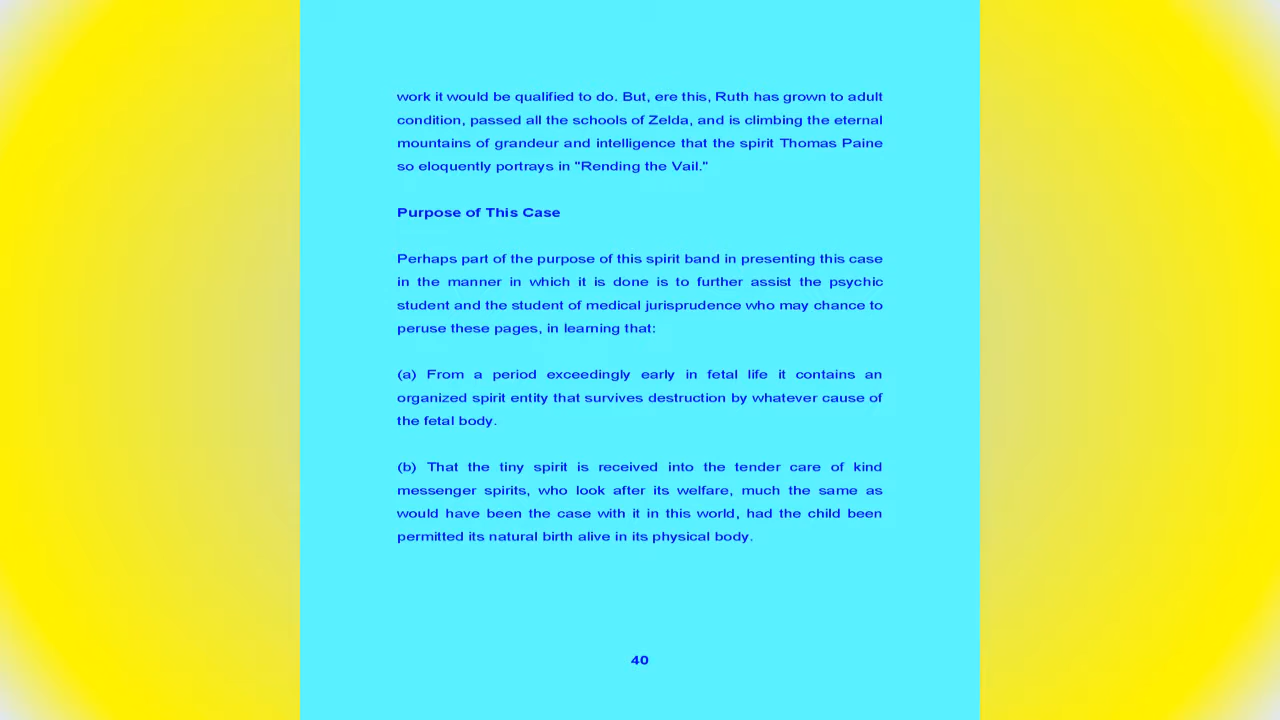 work it would be qualified to do. But, ere this, Ruth has grown to adult
condition, passed all the schools of Zelda, and is climbing the eternal
mountains of grandeur and intelligence that the spirit Thomas Paine
so eloquently portrays in "Rending the Vail."
Purpose of This Case
Perhaps part of the purpose of this spirit band in presenting this case
in the manner in which it is done is to further assist the psychic
student and the student of medical jurisprudence who may chance to
peruse these pages, in learning that:
(a) From a period exceedingly early in fetal life it contains an
organized spirit entity that survives destruction by whatever cause of
the fetal body.
(b) That the tiny spirit is received into the tender care of kind
messenger spirits, who look after its welfare, much the same as
would have been the case with it in this world, had the child been
permitted its natural birth alive in its physical body.
40